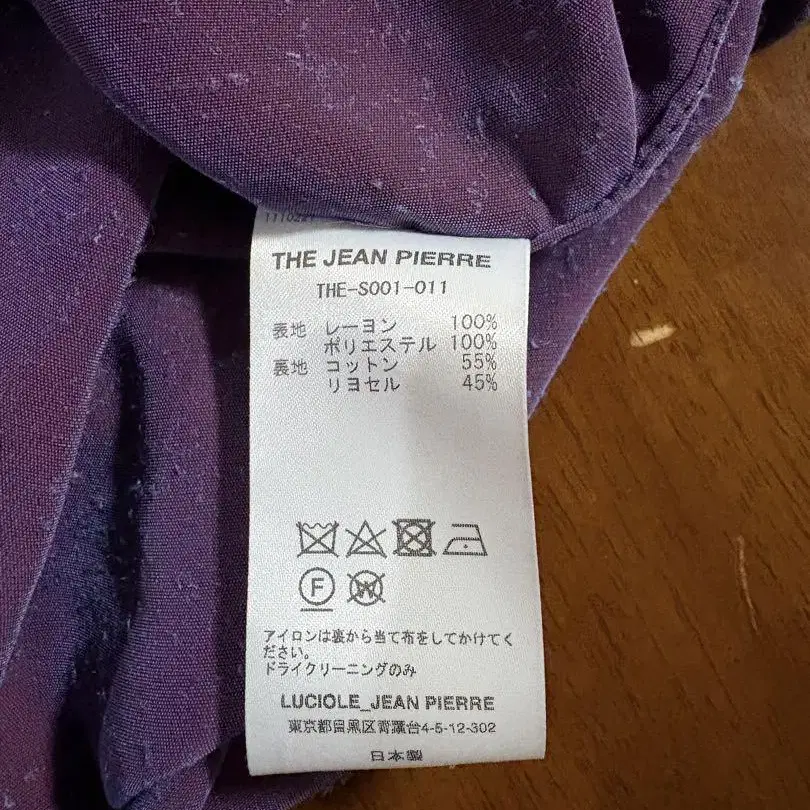 THE JEAN PIERRE
THE-S001-011
表地 レーヨン 100%
ポリエステル 100%
裏地 コットン 55%
リヨセル 45%
F
W
アイロンは裏から当て布をしてかけてく
ださい。
ドライクリーニングのみ
LUCIOLE_JEAN PIERRE
東京都目黒区青葉台4-5-12-302
日本製